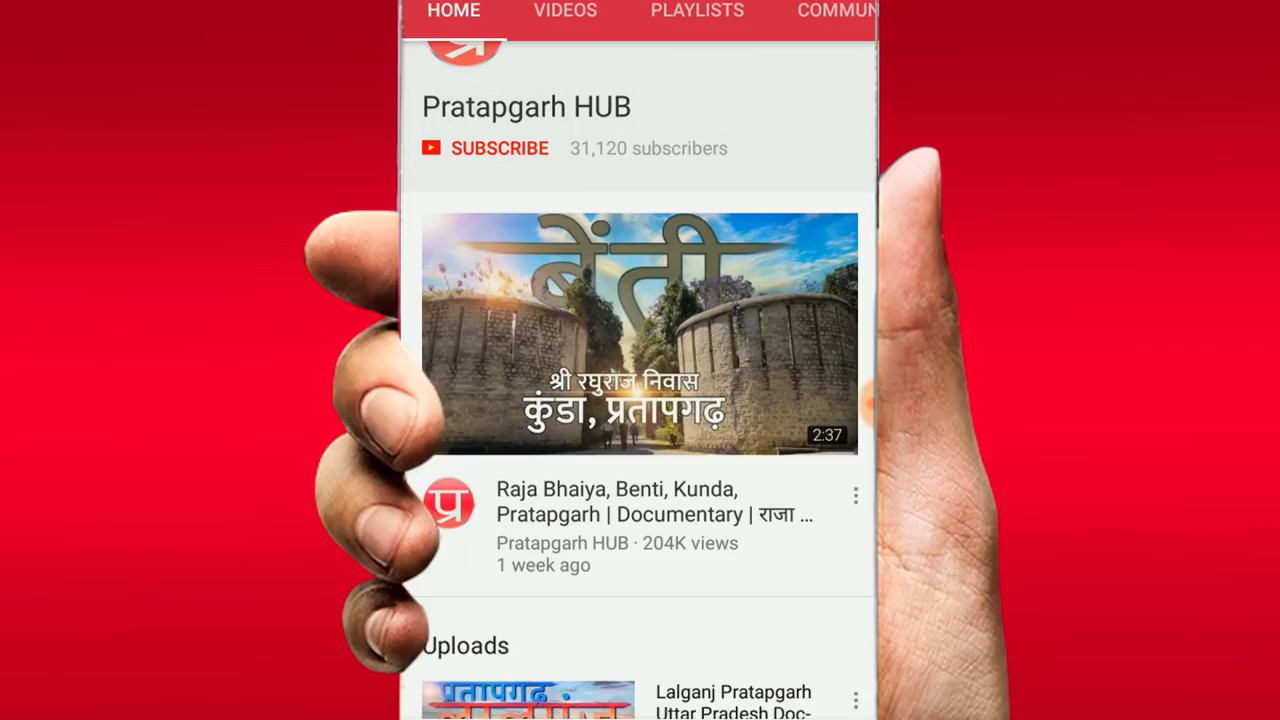 HOME VIDEOS PLAYLISTS COMMUN
Pratapgarh HUB
SUBSCRIBE 31,120 subscribers
बेंती
श्री रघुराज निवास
कुंडा, प्रतापगढ़
2:37
प्र
Raja Bhaiya, Benti, Kunda,
Pratapgarh | Documentary | राजा ...
Pratapgarh HUB · 204K views
1 week ago
Uploads
प्रतापगढ़
लालगंज
Lalganj Pratapgarh
Uttar Pradesh Doc-